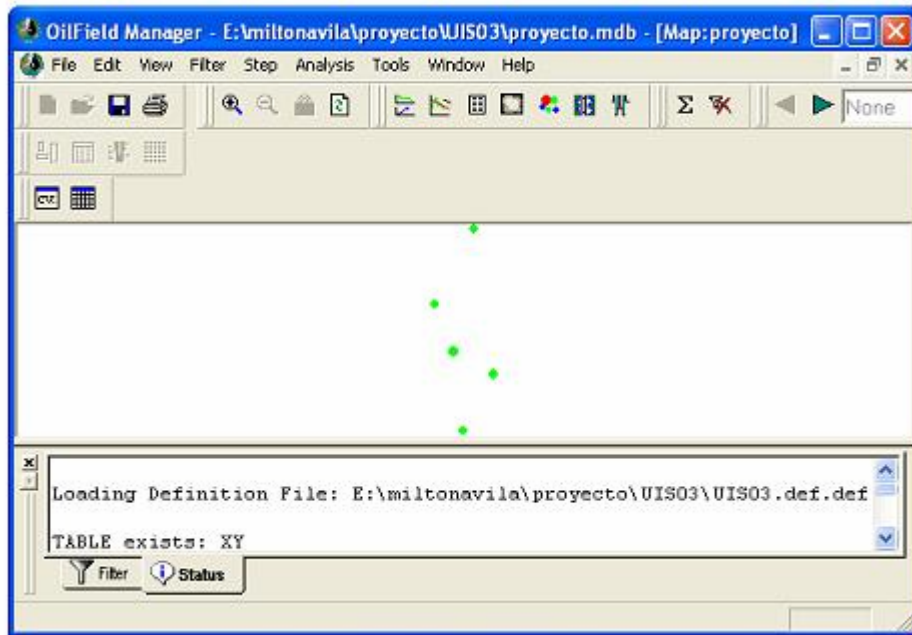 OilField Manager - E:\miltonavila\proyecto\UIS03\proyecto.mdb - [Map:proyecto]
File Edit View Filter Step Analysis Tools Window Help
None
Loading Definition File: E:\miltonavila\proyecto\UIS03\UIS03.def.def
TABLE exists: XY
Filter Status